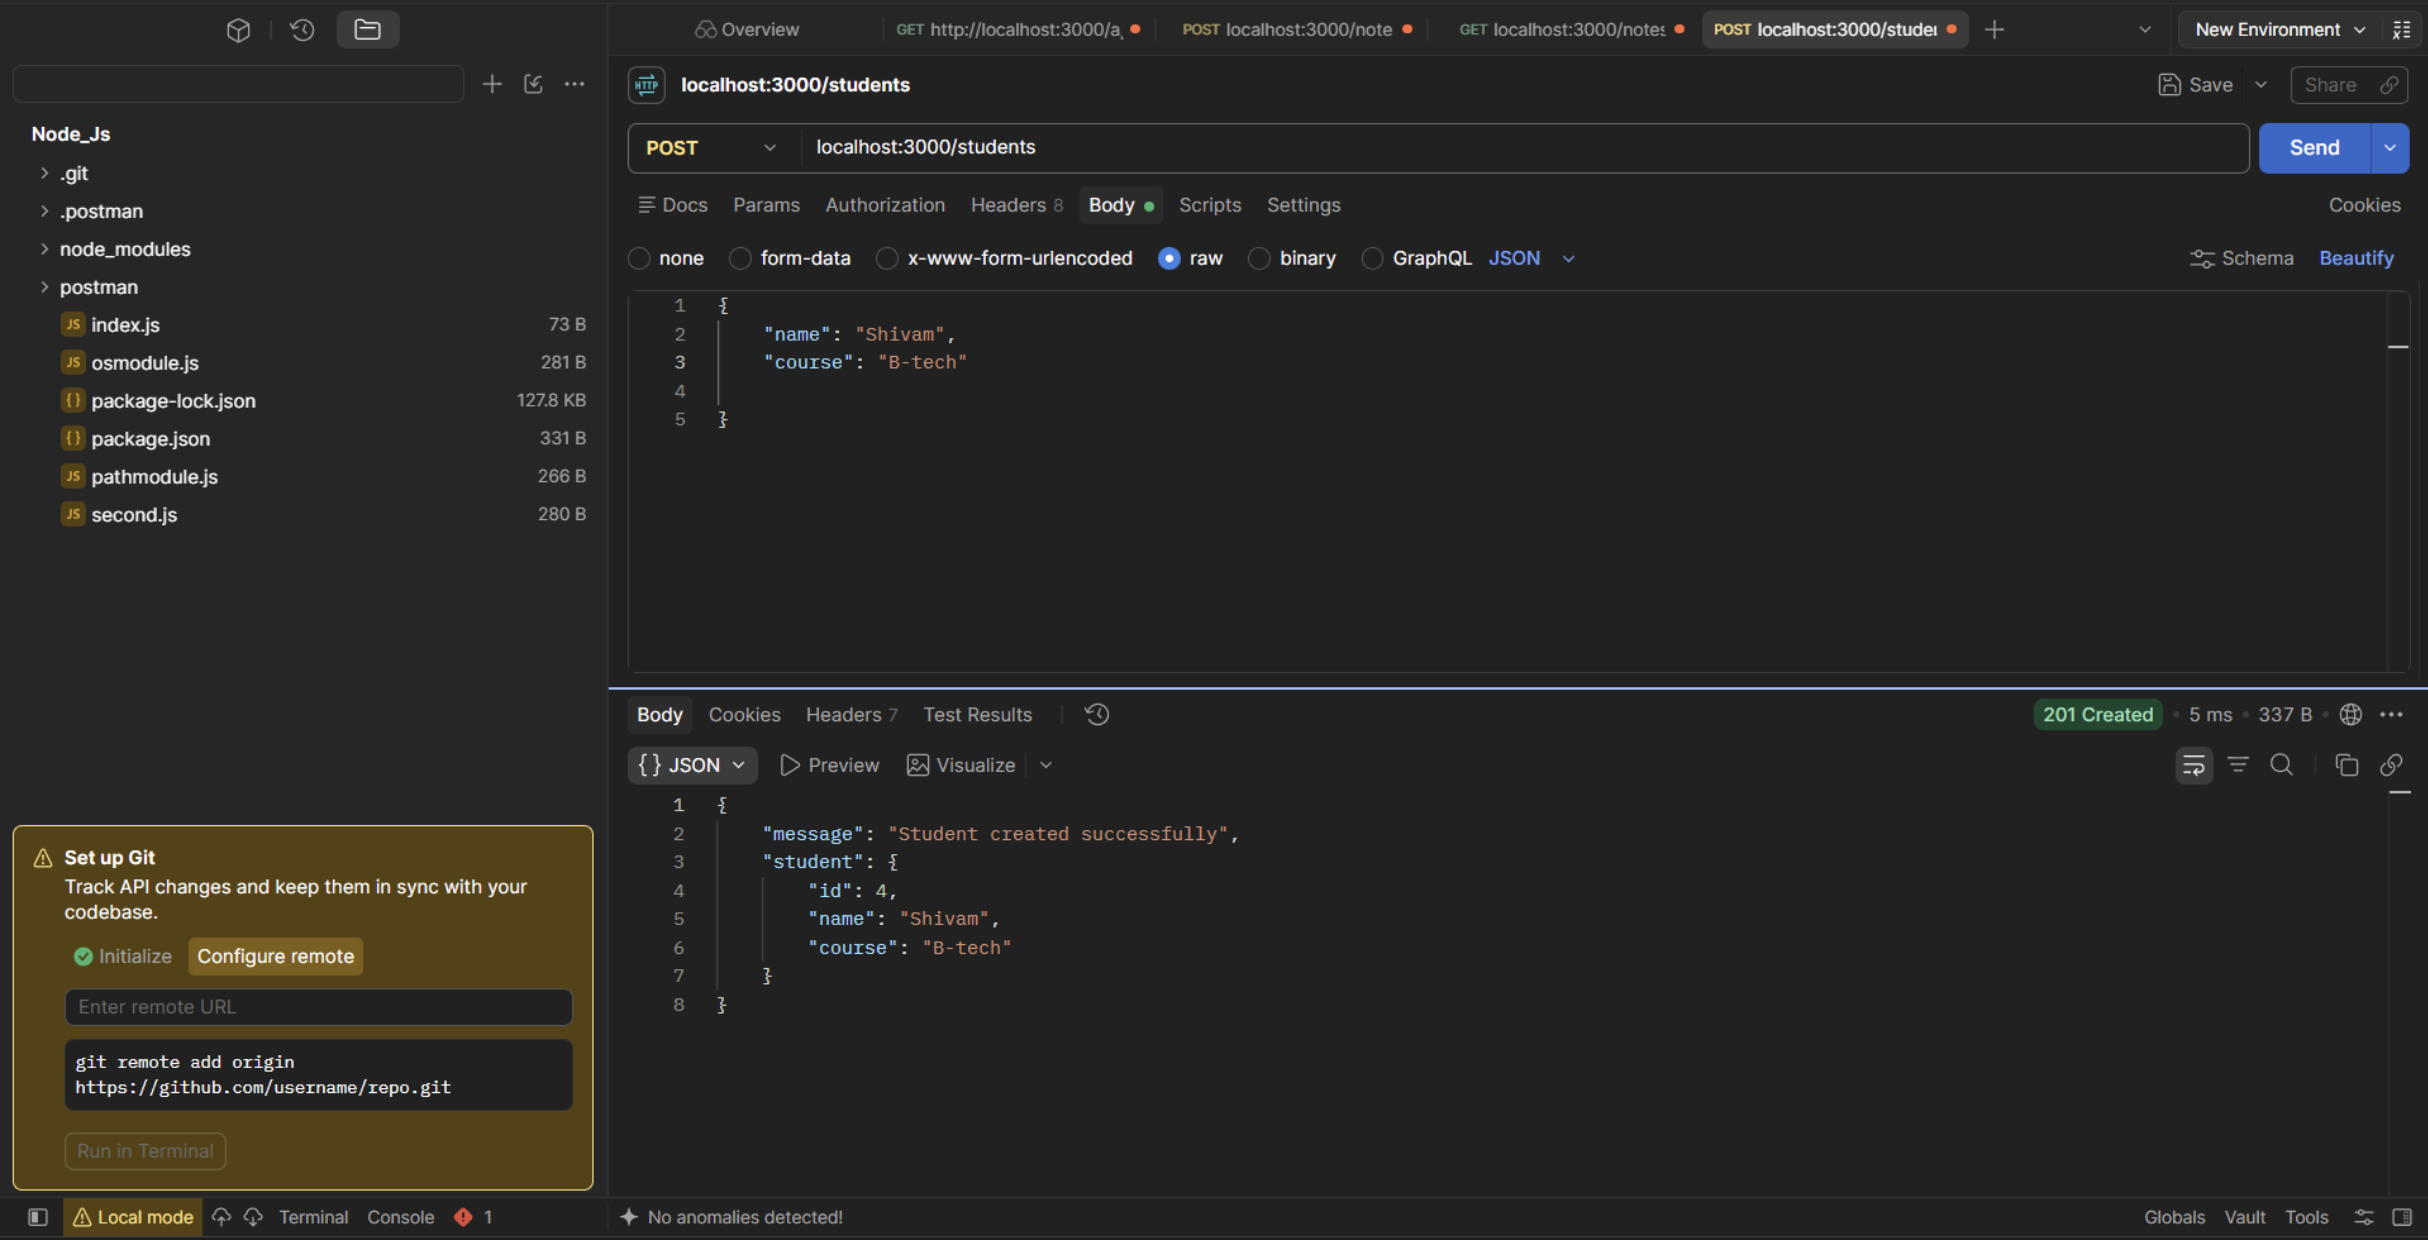 Overview
GET http://localhost:3000/a
POST localhost:3000/note
GET localhost:3000/notes
POST localhost:3000/studen
New Environment
HTTP localhost:3000/students
Save
Share
Node_Js
.git
.postman
node_modules
postman
JS index.js 73 B
JS osmodule.js 281 B
{} package-lock.json 127.8 KB
{} package.json 331 B
JS pathmodule.js 266 B
JS second.js 280 B
POST localhost:3000/students Send
Docs Params Authorization Headers 8 Body Scripts Settings Cookies
none form-data x-www-form-urlencoded raw binary GraphQL JSON Schema Beautify
1 {
2 "name": "Shivam",
3 "course": "B-tech"
4
5 }
Body Cookies Headers 7 Test Results 201 Created 5 ms 337 B
{} JSON Preview Visualize
1 {
2 "message": "Student created successfully",
3 "student": {
4 "id": 4,
5 "name": "Shivam",
6 "course": "B-tech"
7 }
8 }
Set up Git
Track API changes and keep them in sync with your
codebase.
Initialize Configure remote
Enter remote URL
git remote add origin
https://github.com/username/repo.git
Run in Terminal
Local mode Terminal Console 1 No anomalies detected! Globals Vault Tools